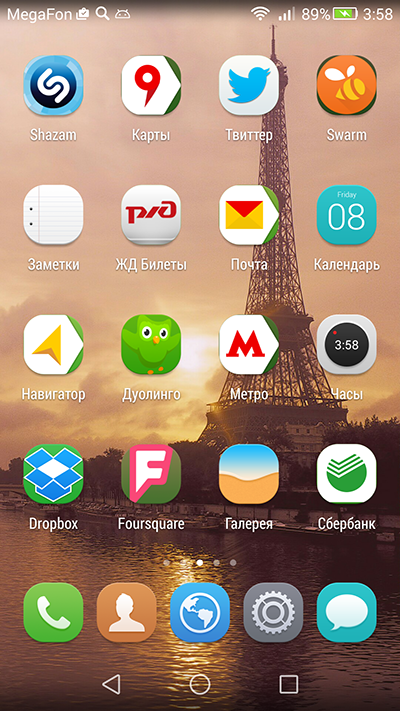 MegaFon 89% 3:58
Shazam Карты Твиттер Swarm
Friday
08
Заметки ЖД Билеты Почта Календарь
3:58
Навигатор Дуолинго Метро Часы
Dropbox Foursquare Галерея Сбербанк